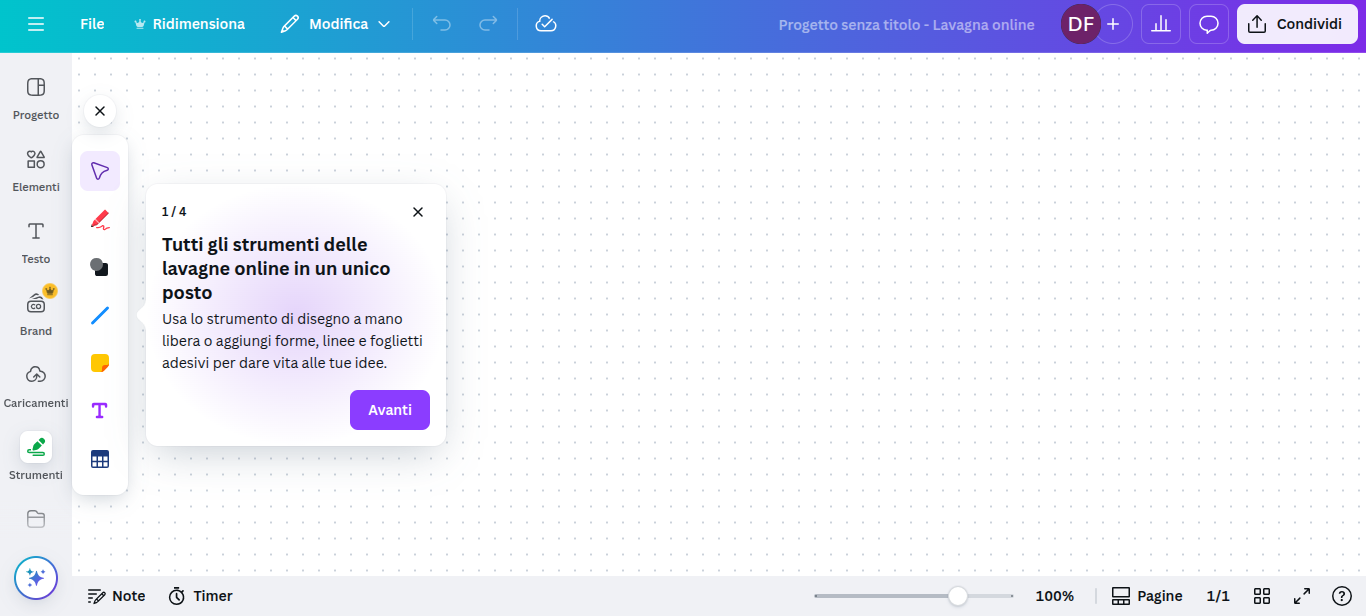 File
Ridimensiona
Modifica
Progetto senza titolo - Lavagna online
DF
Condividi
Progetto
Elementi
Testo
CO
Brand
Caricamenti
Strumenti
1 / 4
Tutti gli strumenti delle
lavagne online in un unico
posto
Usa lo strumento di disegno a mano
libera o aggiungi forme, linee e foglietti
adesivi per dare vita alle tue idee.
Avanti
Note
Timer
100%
Pagine
1/1